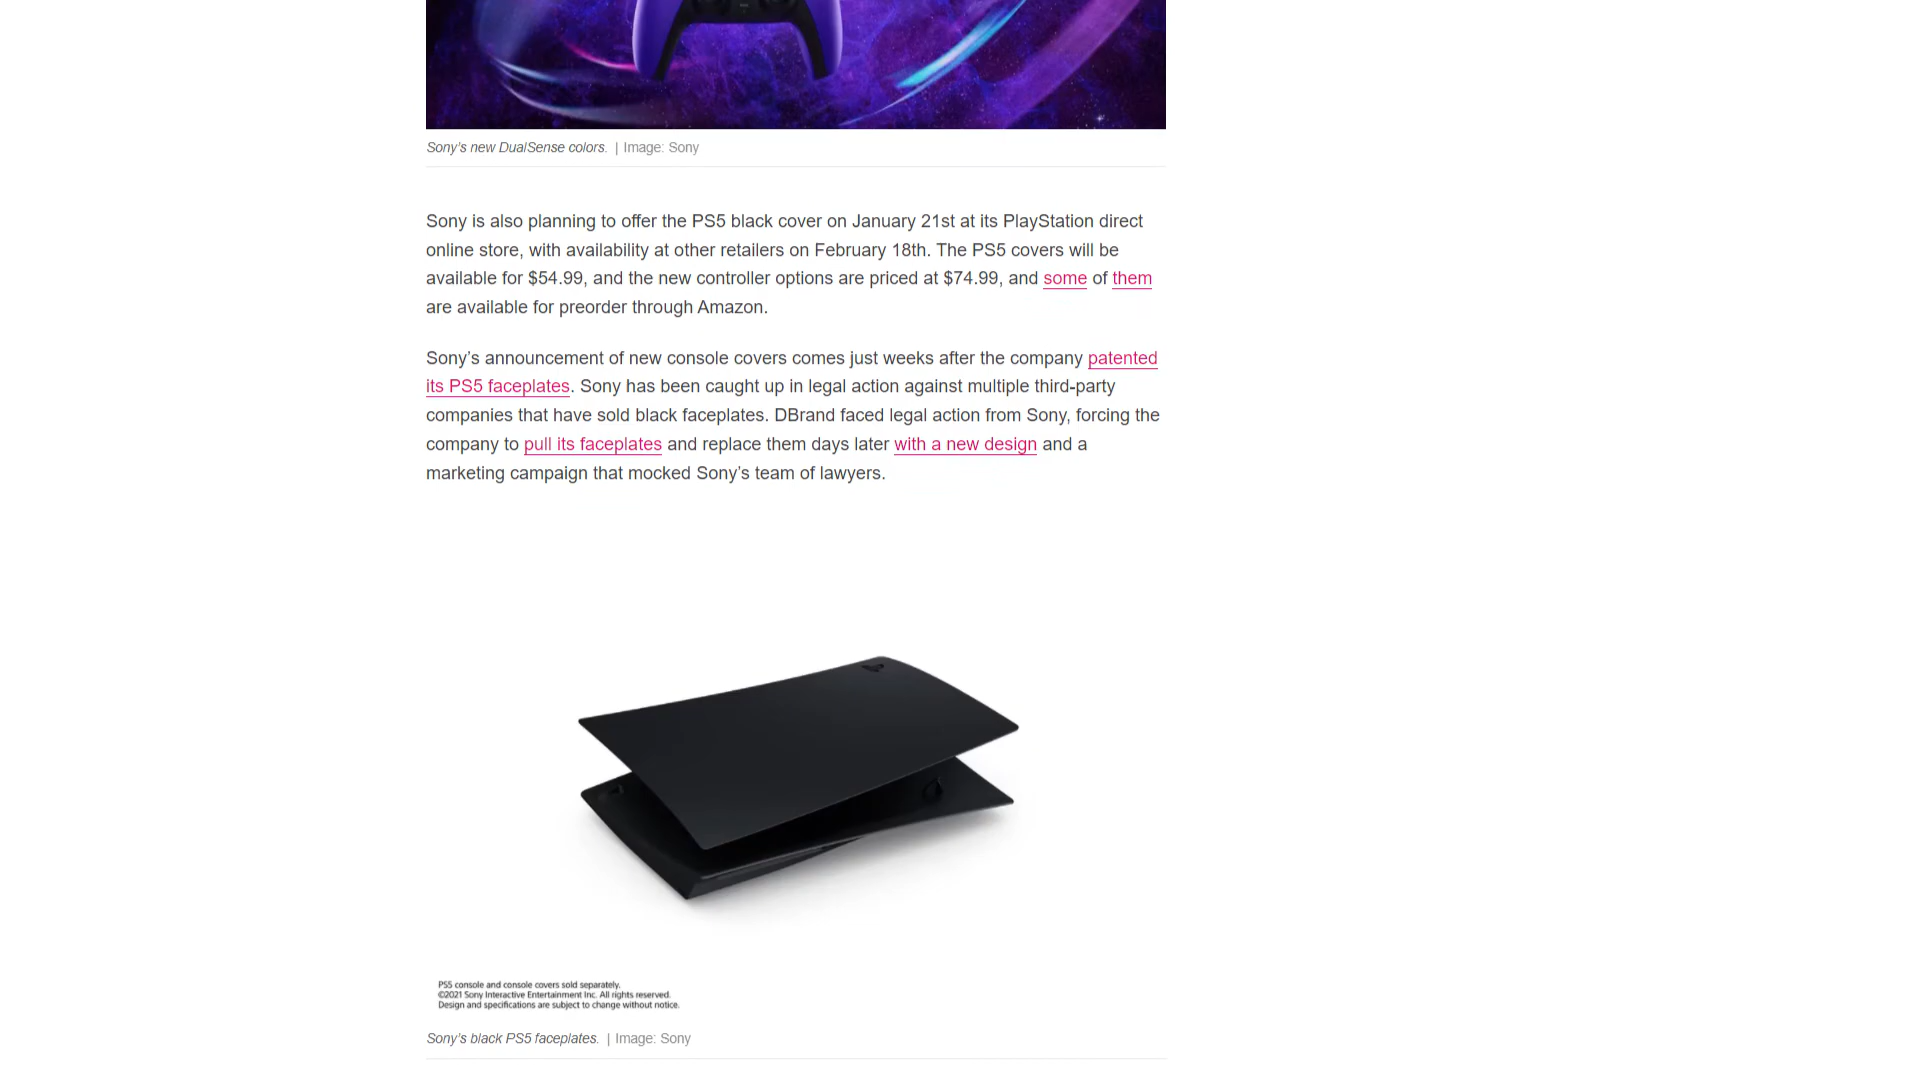 Sony's new DualSense colors. | Image: Sony
Sony is also planning to offer the PS5 black cover on January 21st at its PlayStation direct
online store, with availability at other retailers on February 18th. The PS5 covers will be
available for $54.99, and the new controller options are priced at $74.99, and some of them
are available for preorder through Amazon.
Sony’s announcement of new console covers comes just weeks after the company patented
its PS5 faceplates. Sony has been caught up in legal action against multiple third-party
companies that have sold black faceplates. DBrand faced legal action from Sony, forcing the
company to pull its faceplates and replace them days later with a new design and a
marketing campaign that mocked Sony’s team of lawyers.
PS5 console and console covers sold separately.
©2021 Sony Interactive Entertainment Inc. All rights reserved.
Design and specifications are subject to change without notice.
Sony’s black PS5 faceplates. | Image: Sony